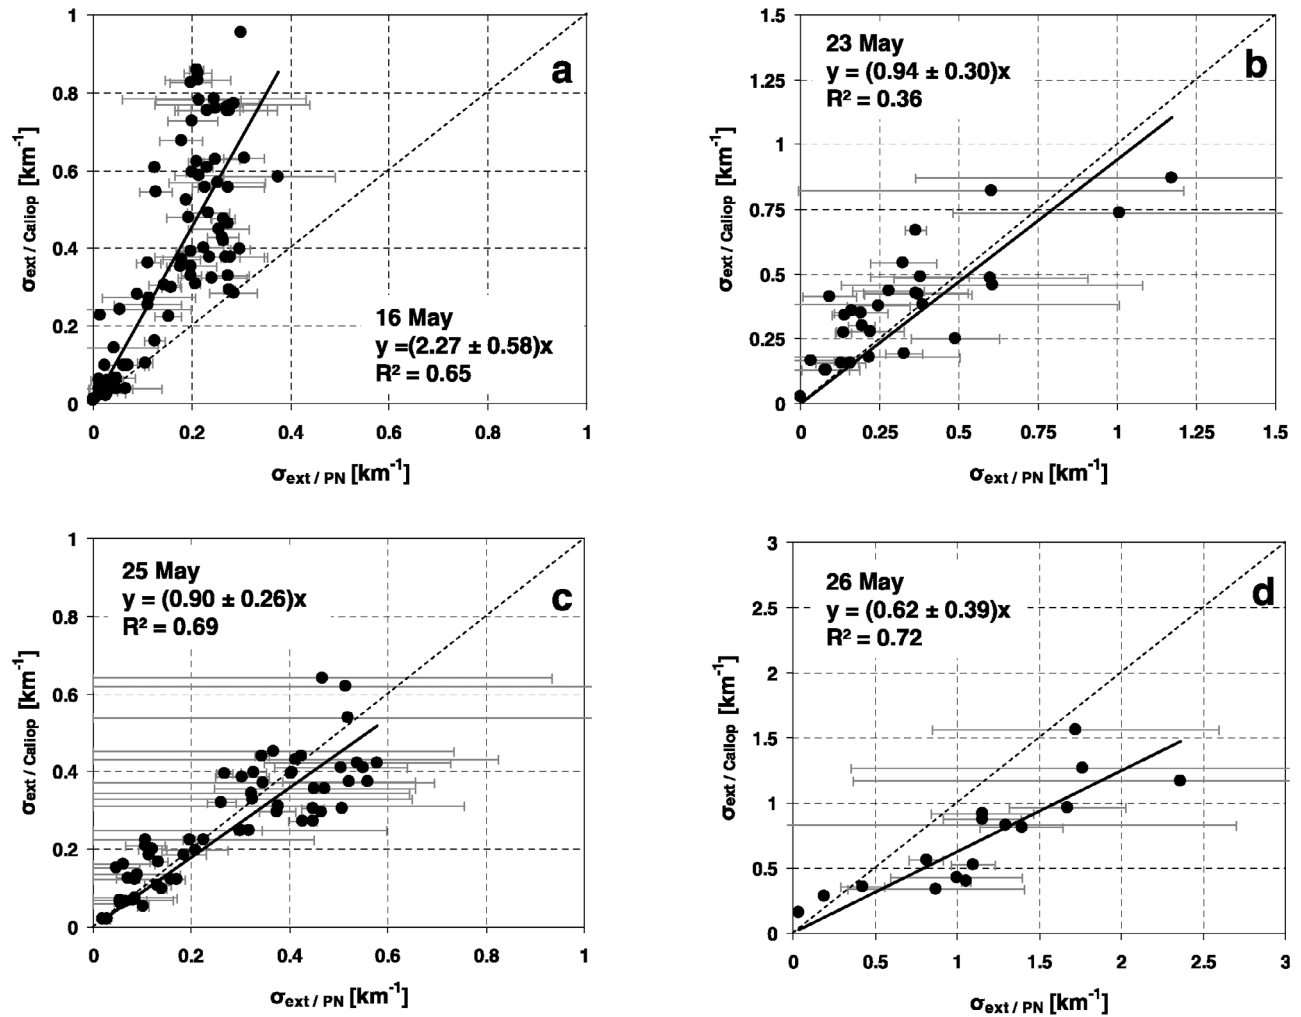 1
0.8
0.6
0.4
0.2
0
σext / Caliop [km-1]
a
16 May
y =(2.27 ± 0.58)x
R² = 0.65
0 0.2 0.4 0.6 0.8 1
σext / PN [km-1]
1.5
1.25
1
0.75
0.5
0.25
0
σext / Caliop [km-1]
23 May
y = (0.94 ± 0.30)x
R² = 0.36
b
0 0.25 0.5 0.75 1 1.25 1.5
σext / PN [km-1]
1
0.8
0.6
0.4
0.2
0
σext / Caliop [km-1]
25 May
y = (0.90 ± 0.26)x
R² = 0.69
c
0 0.2 0.4 0.6 0.8 1
σext / PN [km-1]
3
2.5
2
1.5
1
0.5
0
σext / Caliop [km-1]
26 May
y = (0.62 ± 0.39)x
R² = 0.72
d
0 0.5 1 1.5 2 2.5 3
σext / PN [km-1]